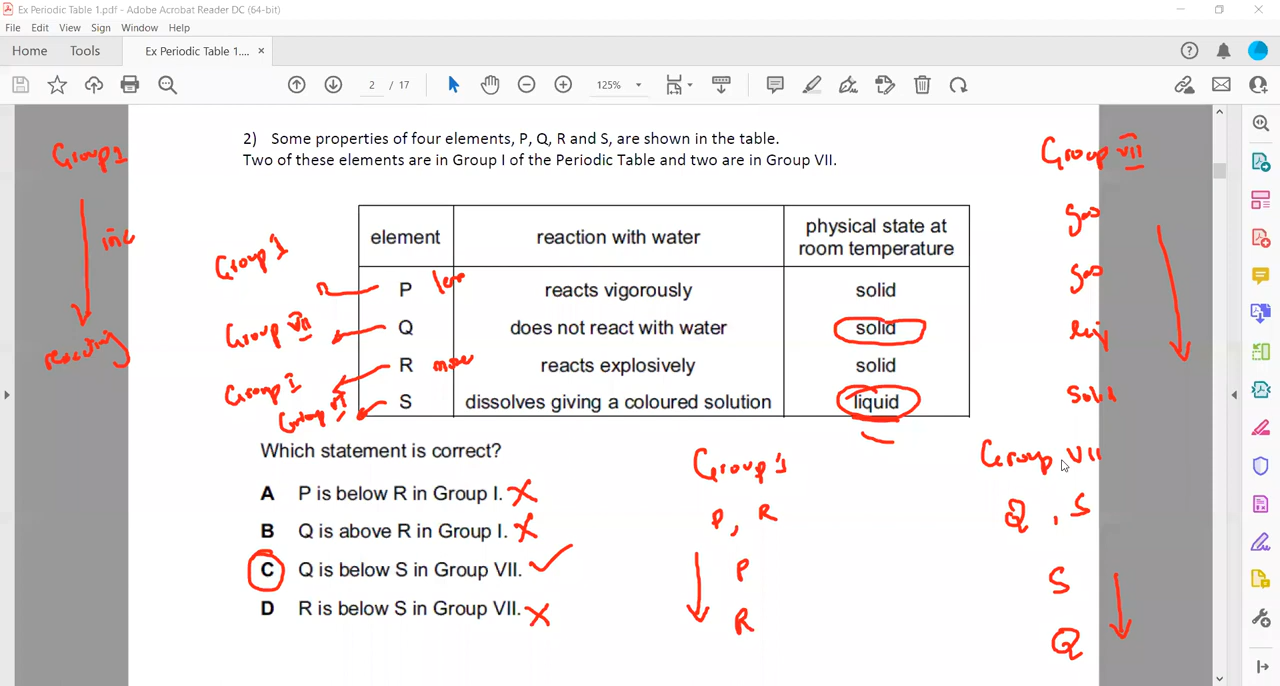 Ex Periodic Table 1.pdf - Adobe Acrobat Reader DC (64-bit)
File Edit View Sign Window Help
Home Tools Ex Periodic Table 1.... ×
2 / 17 125%
2) Some properties of four elements, P, Q, R and S, are shown in the table.
Two of these elements are in Group I of the Periodic Table and two are in Group VII.
Group I
inc
Group VII
gas
gas
liq
solid
element reaction with water physical state at room temperature
Group I P less reacts vigorously solid
Group VII Q does not react with water solid
Group I R more reacts explosively solid
Group VII S dissolves giving a coloured solution liquid
Which statement is correct?
A P is below R in Group I.
B Q is above R in Group I.
C Q is below S in Group VII.
D R is below S in Group VII.
Group I
P, R
P
R
Group VII
Q, S
S
Q